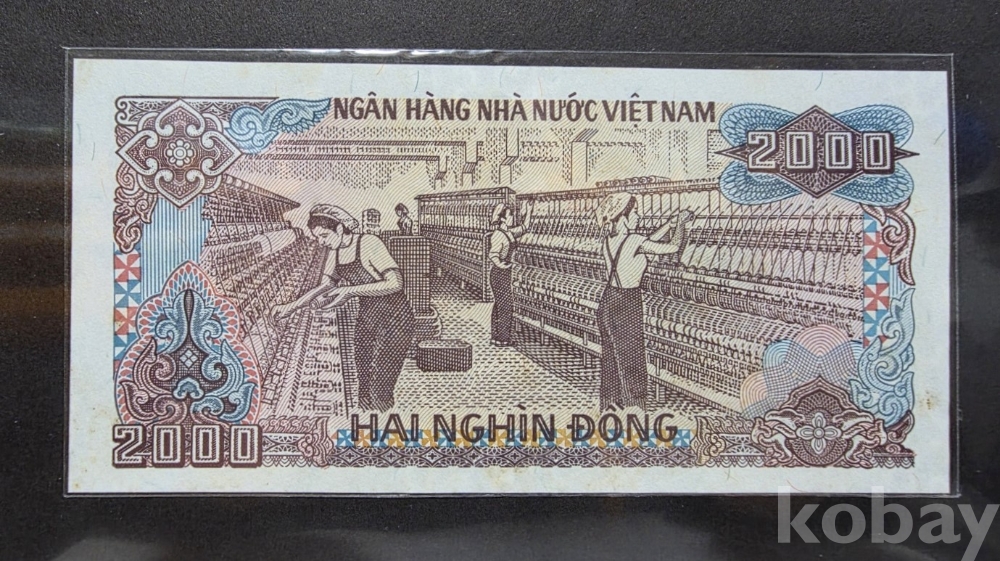 NGÂN HÀNG NHÀ NƯỚC VIỆT NAM
2000
2000
HAI NGHÌN ĐỒNG
kobay